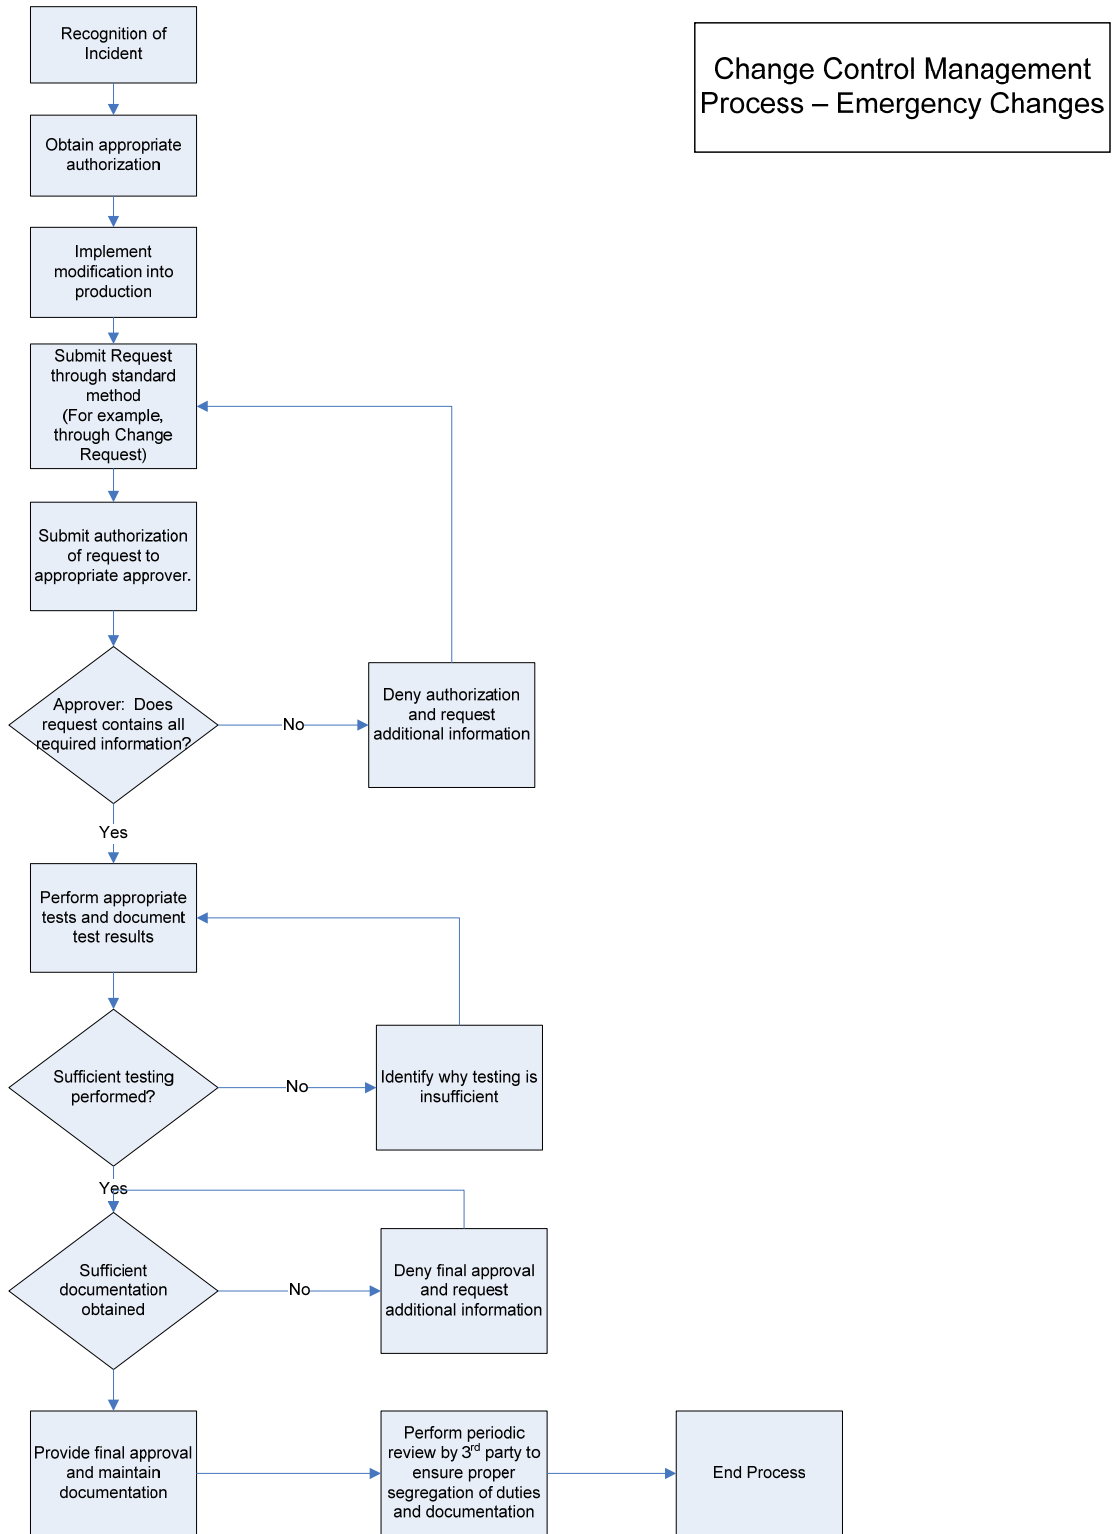 Recognition of
Incident
Change Control Management
Process – Emergency Changes
Obtain appropriate
authorization
Implement
modification into
production
Submit Request
through standard
method
(For example,
through Change
Request)
Submit authorization
of request to
appropriate approver.
Approver:  Does
request contains all
required information?
No
Deny authorization
and request
additional information
Yes
Perform appropriate
tests and document
test results
Sufficient testing
performed?
No
Identify why testing is
insufficient
Yes
Sufficient
documentation
obtained
No
Deny final approval
and request
additional information
Provide final approval
and maintain
documentation
Perform periodic
review by 3rd party to
ensure proper
segregation of duties
and documentation
End Process